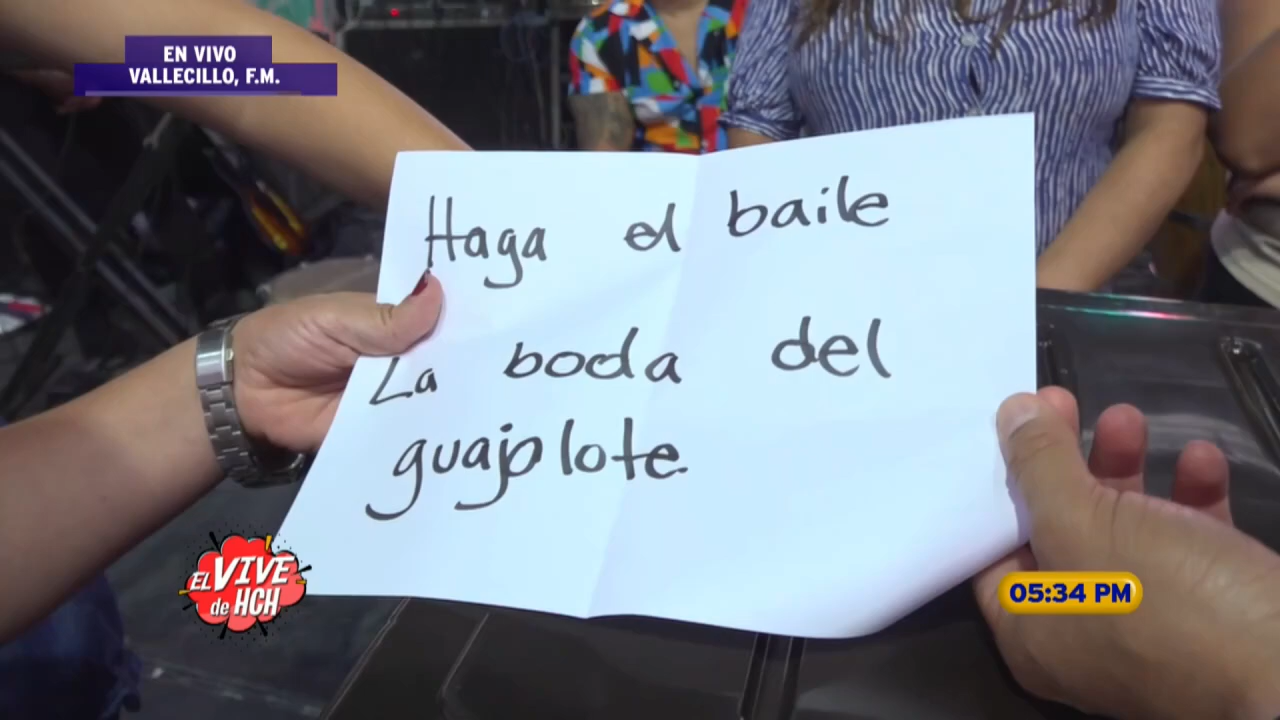 EN VIVO
VALLECILLO, F.M.
Haga el baile
La boda del
guajolote
EL VIVE
de HCH
05:34 PM